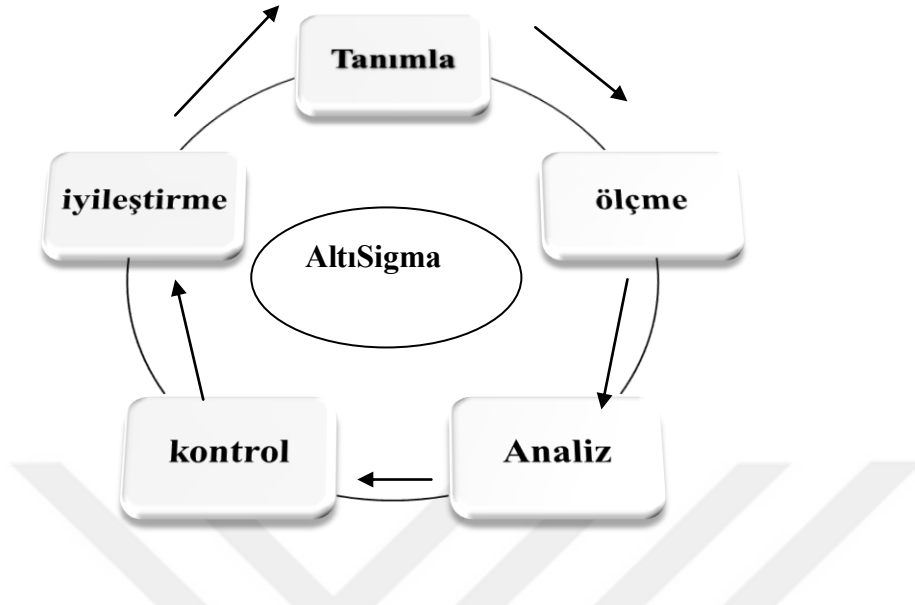 Tanımla
iyileştirme
ölçme
AltıSigma
kontrol
Analiz